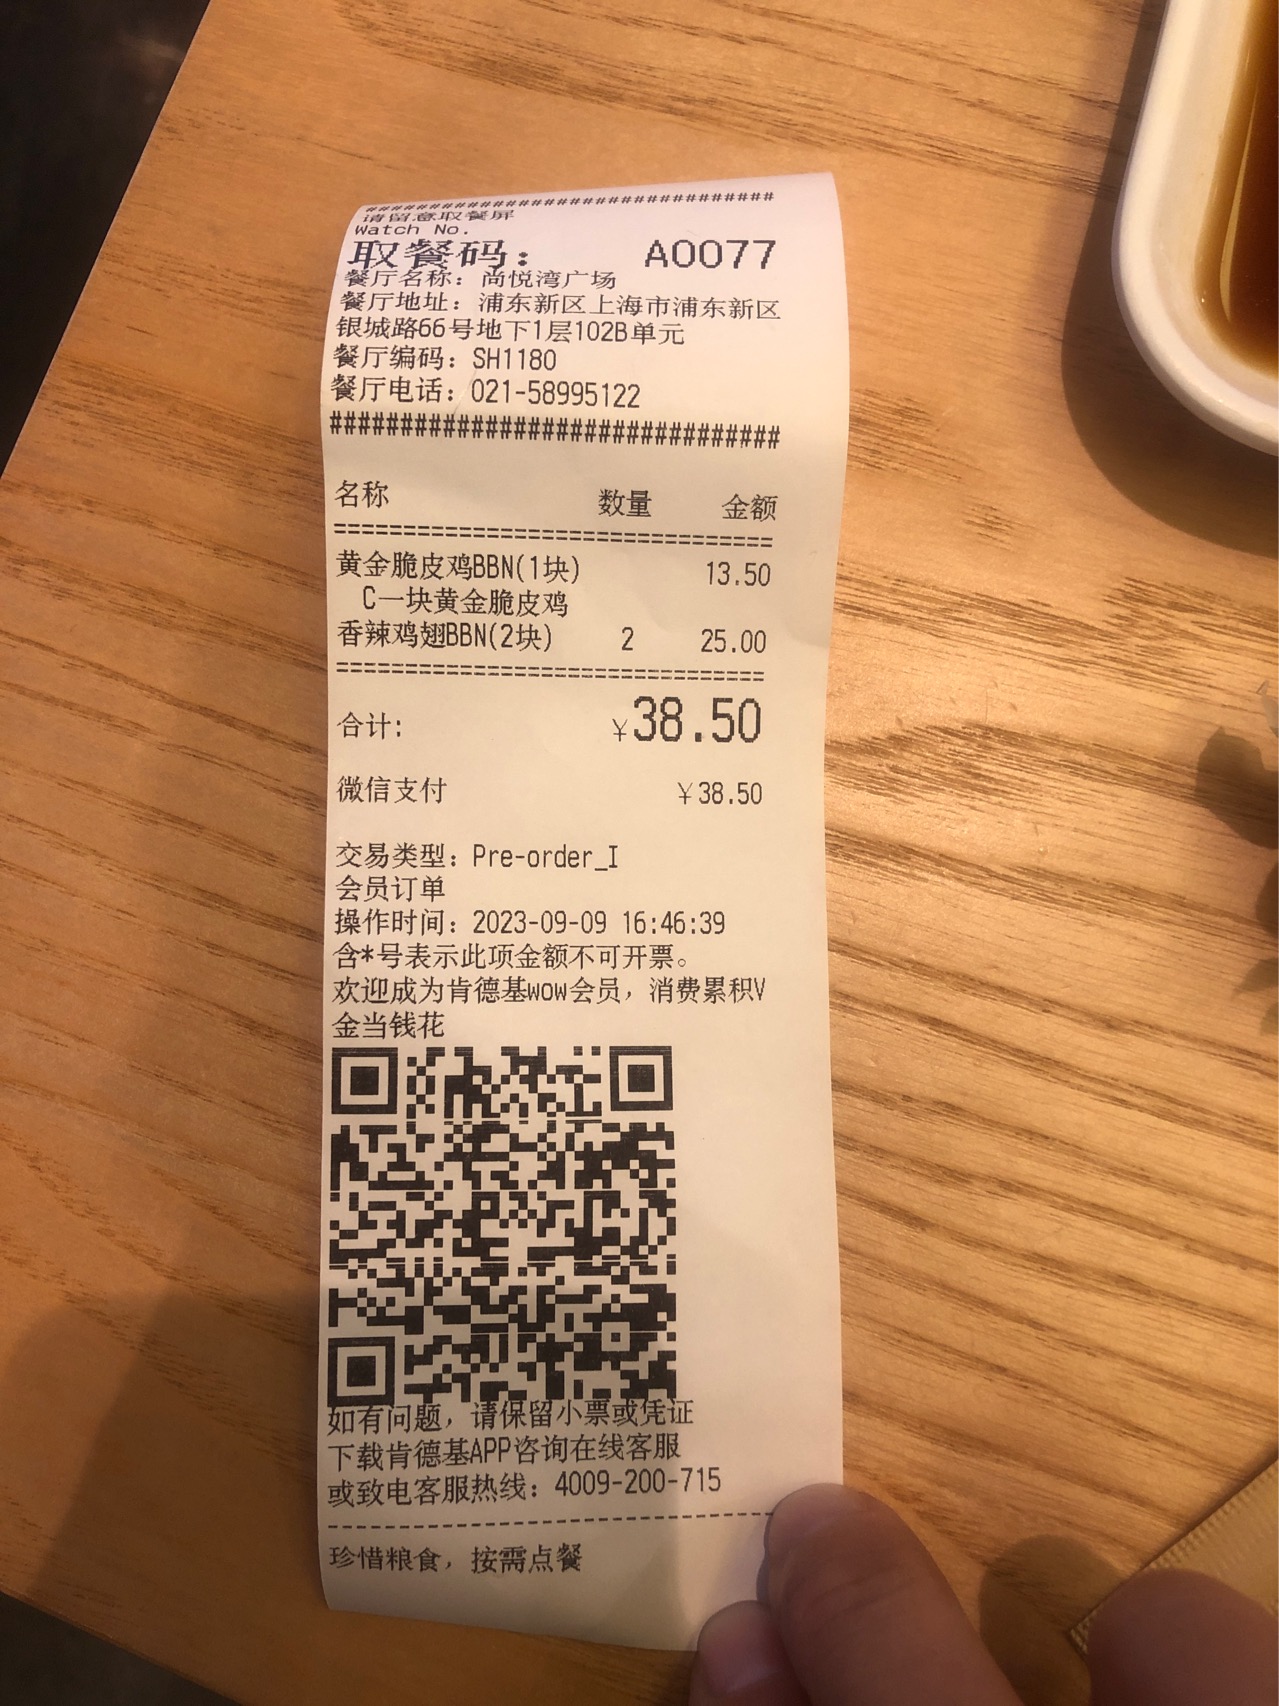 ################################
请留意取餐屏
Watch No.
取餐码： A0077
餐厅名称：尚悦湾广场
餐厅地址：浦东新区上海市浦东新区
银城路66号地下1层102B单元
餐厅编码：SH1180
餐厅电话：021-58995122
################################
名称 数量 金额
================================
黄金脆皮鸡BBN(1块) 13.50
C一块黄金脆皮鸡
香辣鸡翅BBN(2块) 2 25.00
================================
合计: ￥38.50
微信支付 ￥38.50
交易类型：Pre-order_I
会员订单
操作时间：2023-09-09 16:46:39
含*号表示此项金额不可开票。
欢迎成为肯德基wow会员，消费累积V
金当钱花
如有问题，请保留小票或凭证
下载肯德基APP咨询在线客服
或致电客服热线：4009-200-715
--------------------------------
珍惜粮食，按需点餐